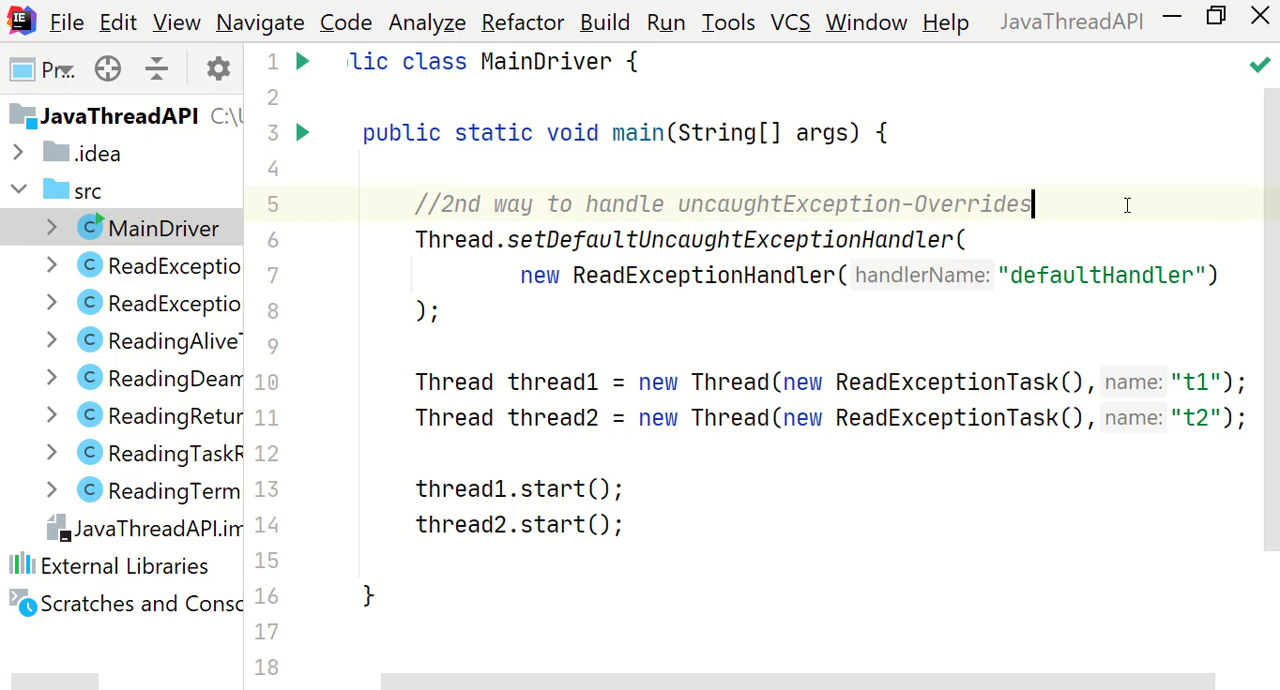 File Edit View Navigate Code Analyze Refactor Build Run Tools VCS Window Help JavaThreadAPI
Pr...
JavaThreadAPI C:\U
.idea
src
MainDriver
ReadExceptio
ReadExceptio
ReadingAliveT
ReadingDeam
ReadingRetur
ReadingTaskR
ReadingTerm
JavaThreadAPI.im
External Libraries
Scratches and Consc
1 lic class MainDriver {
2
3 public static void main(String[] args) {
4
5 //2nd way to handle uncaughtException-Overrides
6 Thread.setDefaultUncaughtExceptionHandler(
7 new ReadExceptionHandler( handlerName: "defaultHandler")
8 );
9
10 Thread thread1 = new Thread(new ReadExceptionTask(), name: "t1");
11 Thread thread2 = new Thread(new ReadExceptionTask(), name: "t2");
12
13 thread1.start();
14 thread2.start();
15
16 }
17
18